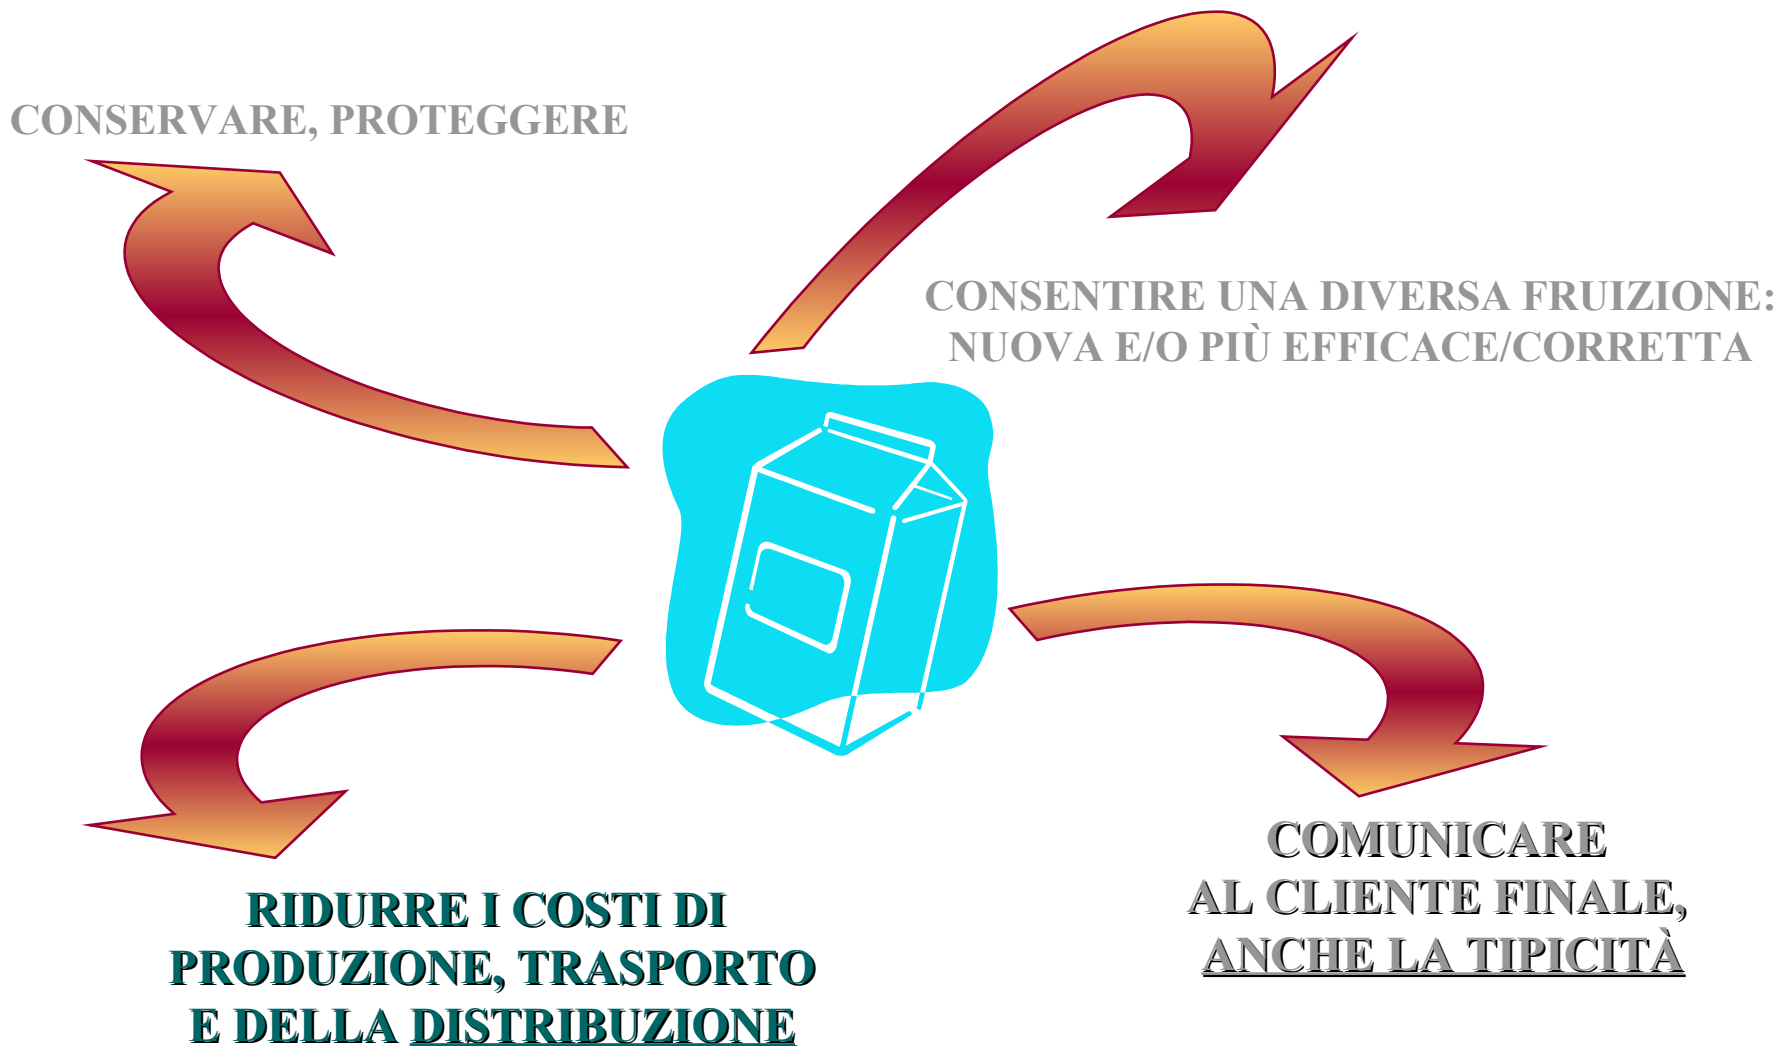 CONSERVARE, PROTEGGERE
CONSENTIRE UNA DIVERSA FRUIZIONE:
NUOVA E/O PIÙ EFFICACE/CORRETTA
COMUNICARE
AL CLIENTE FINALE,
ANCHE LA TIPICITÀ
RIDURRE I COSTI DI
PRODUZIONE, TRASPORTO
E DELLA DISTRIBUZIONE